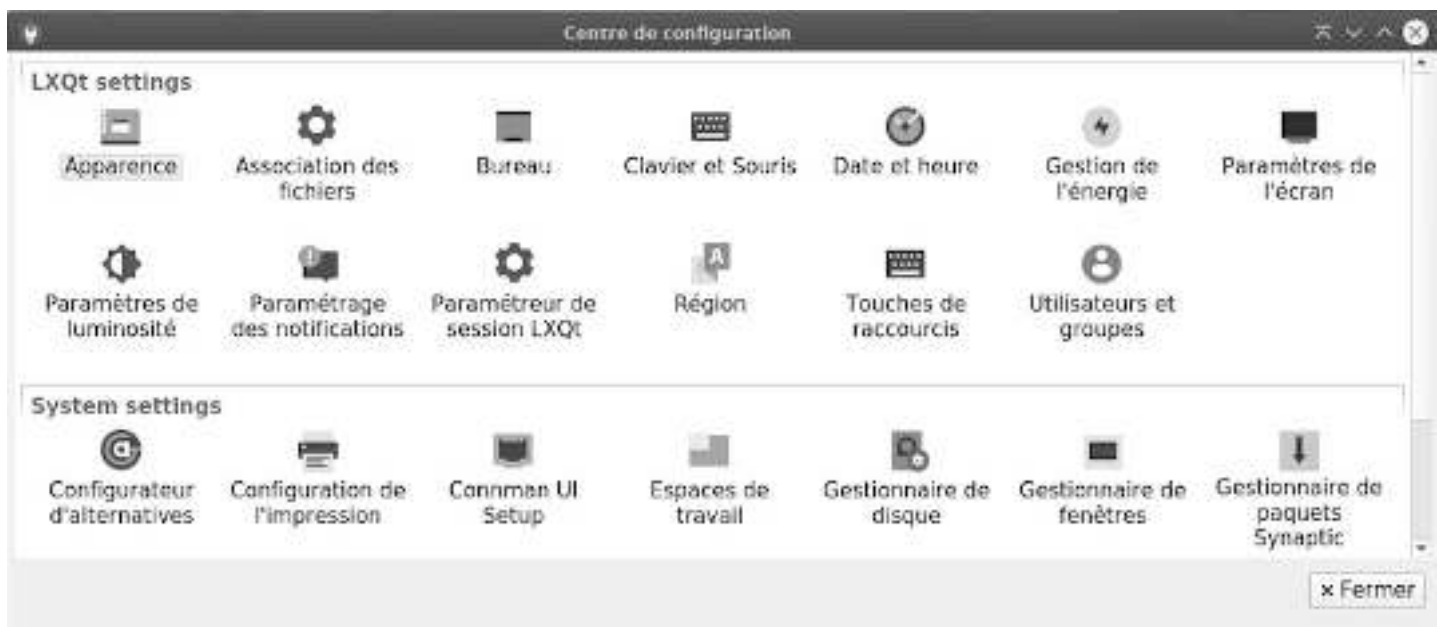 Centre de configuration
LXQt settings
Apparence
Association des
fichiers
Bureau
Clavier et Souris
Date et heure
Gestion de
l'énergie
Paramètres de
l'écran
Paramètres de
luminosité
Paramétrage
des notifications
Paramétreur de
session LXQt
Région
Touches de
raccourcis
Utilisateurs et
groupes
System settings
Configurateur
d'alternatives
Configuration de
l'impression
Connman UI
Setup
Espaces de
travail
Gestionnaire de
disque
Gestionnaire de
fenêtres
Gestionnaire de
paquets
Synaptic
Fermer